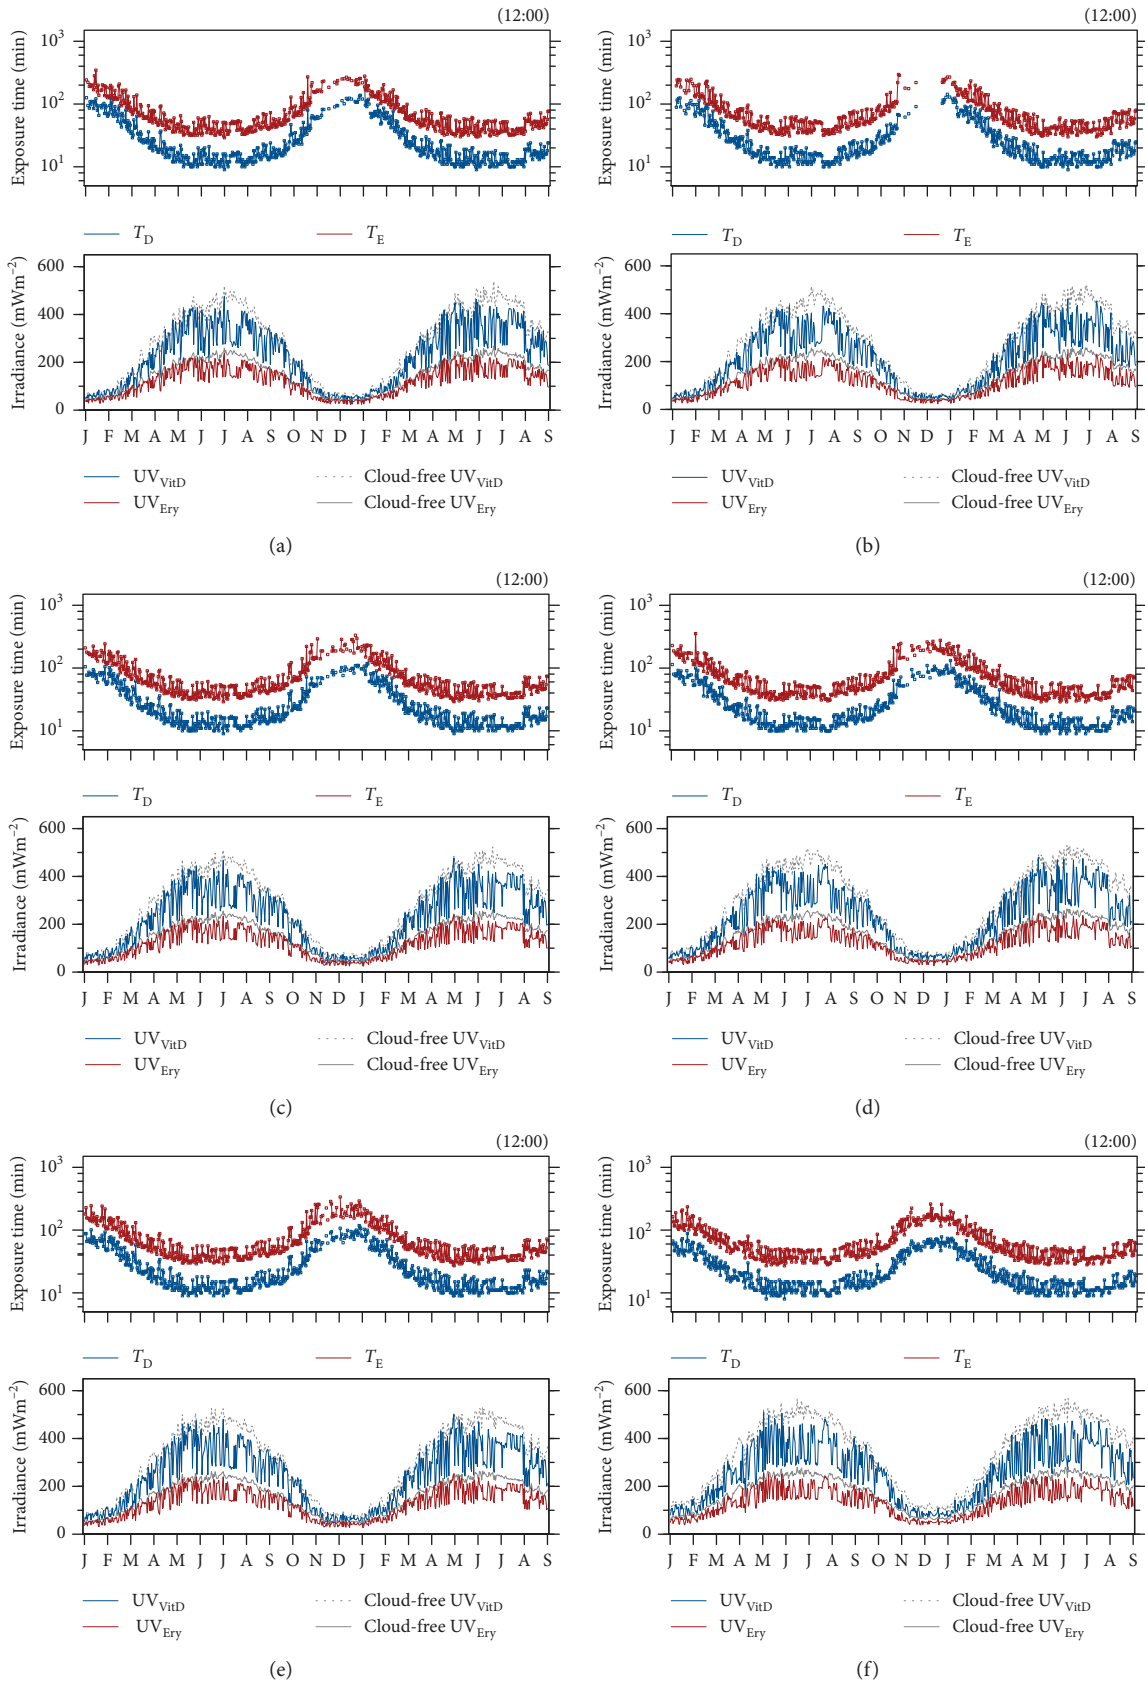 (12:00) (12:00)
Exposure time (min) 10³ 10² 10¹ Exposure time (min) 10³ 10² 10¹
T_D T_E T_D T_E
Irradiance (mWm⁻²) 600 400 200 0 Irradiance (mWm⁻²) 600 400 200 0
J F M A M J J A S O N D J F M A M J J A S J F M A M J J A S O N D J F M A M J J A S
UV_VitD Cloud-free UV_VitD UV_VitD Cloud-free UV_VitD
UV_Ery Cloud-free UV_Ery UV_Ery Cloud-free UV_Ery
(a) (b)
(12:00) (12:00)
Exposure time (min) 10³ 10² 10¹ Exposure time (min) 10³ 10² 10¹
T_D T_E T_D T_E
Irradiance (mWm⁻²) 600 400 200 0 Irradiance (mWm⁻²) 600 400 200 0
J F M A M J J A S O N D J F M A M J J A S J F M A M J J A S O N D J F M A M J J A S
UV_VitD Cloud-free UV_VitD UV_VitD Cloud-free UV_VitD
UV_Ery Cloud-free UV_Ery UV_Ery Cloud-free UV_Ery
(c) (d)
(12:00) (12:00)
Exposure time (min) 10³ 10² 10¹ Exposure time (min) 10³ 10² 10¹
T_D T_E T_D T_E
Irradiance (mWm⁻²) 600 400 200 0 Irradiance (mWm⁻²) 600 400 200 0
J F M A M J J A S O N D J F M A M J J A S J F M A M J J A S O N D J F M A M J J A S
UV_VitD Cloud-free UV_VitD UV_VitD Cloud-free UV_VitD
UV_Ery Cloud-free UV_Ery UV_Ery Cloud-free UV_Ery
(e) (f)